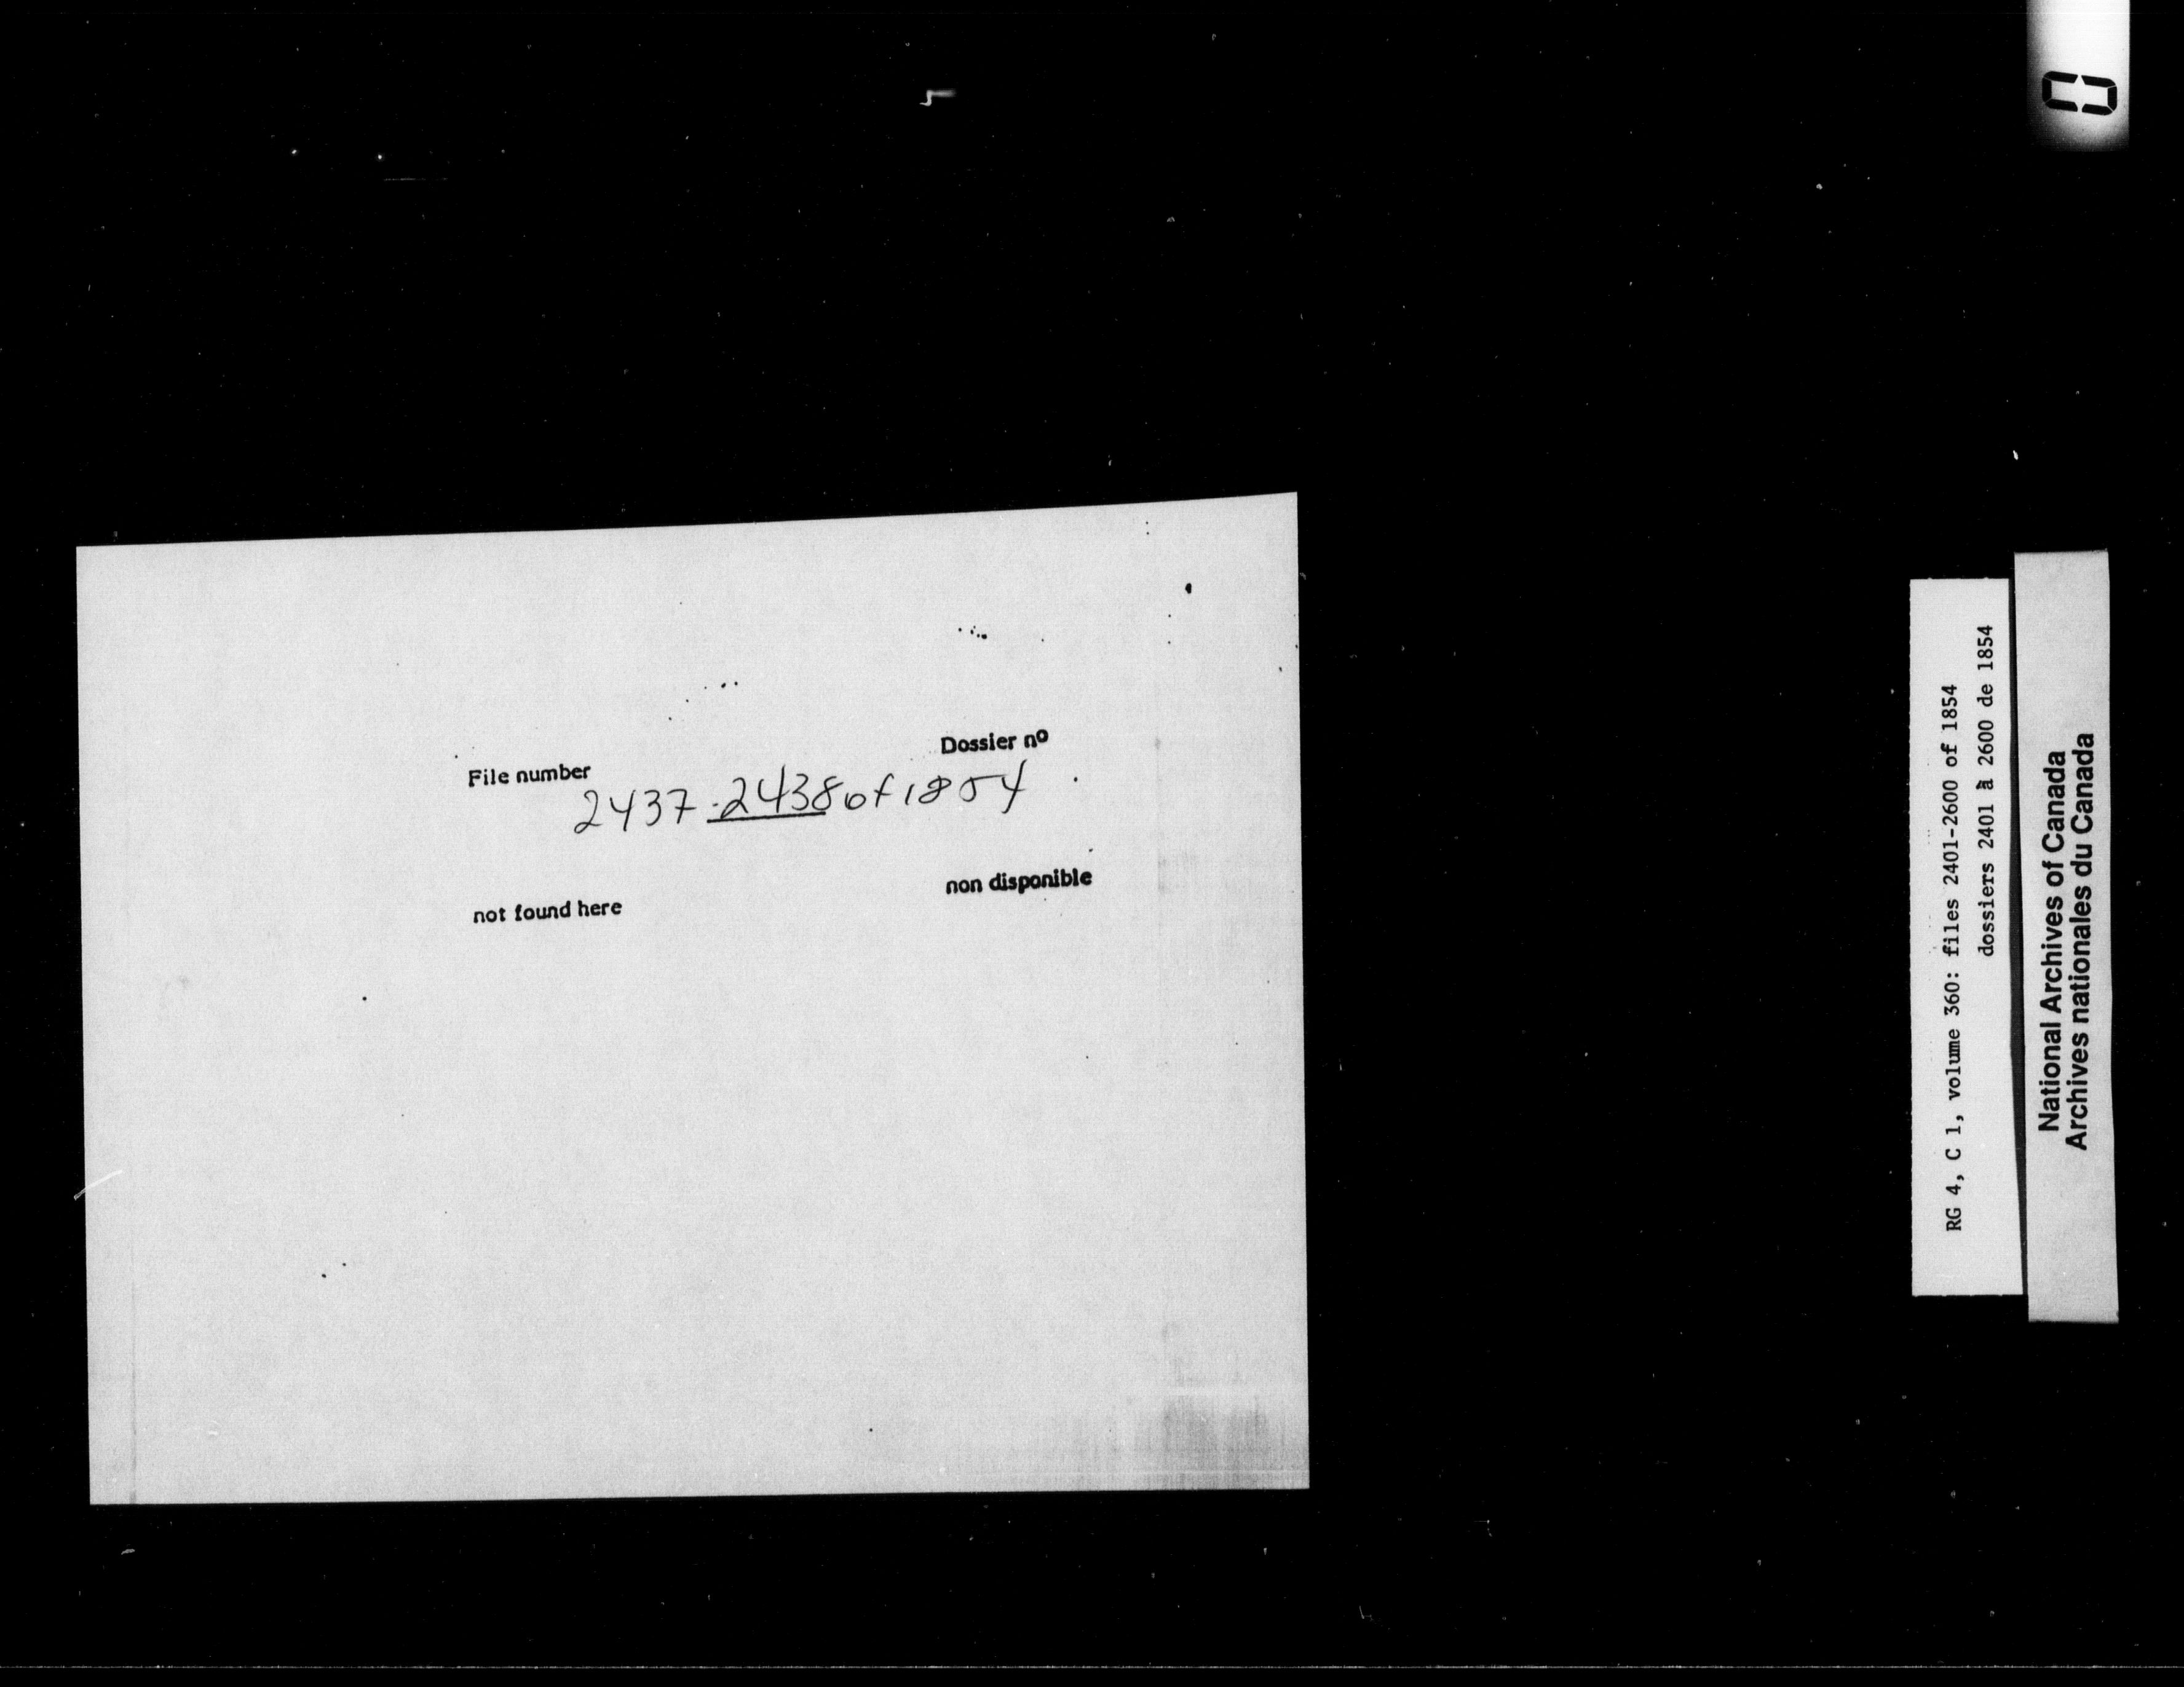 File number
Dossier nº
2437-2438 of 1854
not found here
non disponible
RG 4, C 1, volume 360: files 2401-2600 of 1854
dossiers 2401 à 2600 de 1854
National Archives of Canada
Archives nationales du Canada
0